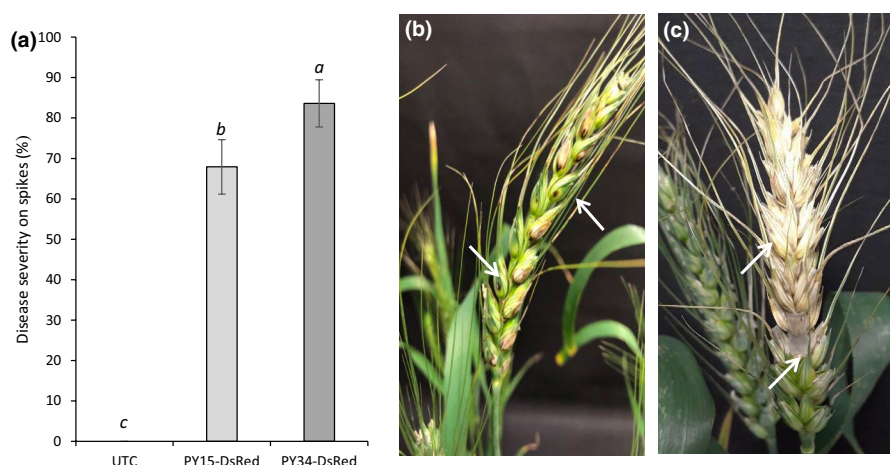 (a)
Disease severity on spikes (%)
100
90
80
70
60
50
40
30
20
10
0
c
b
a
UTC
PY15-DsRed
PY34-DsRed
(b)
(c)